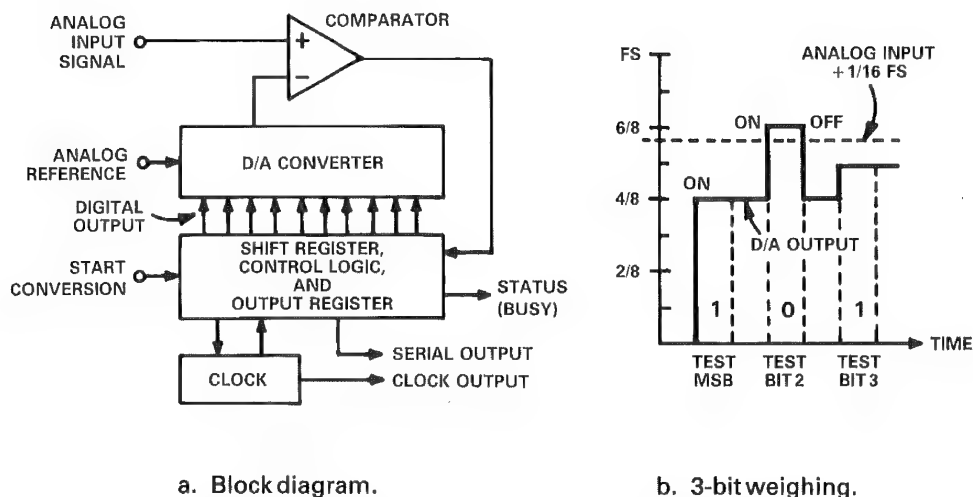 ANALOG
INPUT
SIGNAL
COMPARATOR
+
−
D/A CONVERTER
ANALOG
REFERENCE
DIGITAL
OUTPUT
SHIFT REGISTER,
CONTROL LOGIC,
AND
OUTPUT REGISTER
START
CONVERSION
STATUS
(BUSY)
SERIAL OUTPUT
CLOCK
CLOCK OUTPUT
a. Block diagram.
FS
ANALOG INPUT
+1/16 FS
6/8
ON
OFF
ON
4/8
D/A OUTPUT
2/8
1
0
1
TIME
TEST
MSB
TEST
BIT 2
TEST
BIT 3
b. 3-bit weighing.